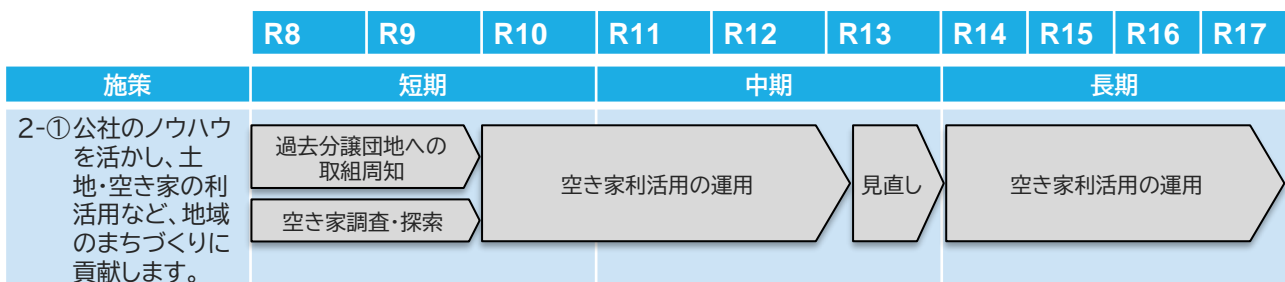 R8 R9 R10 R11 R12 R13 R14 R15 R16 R17
施策 短期 中期 長期
2-①公社のノウハウ
を活かし、土
地・空き家の利
活用など、地域
のまちづくりに
貢献します。
過去分譲団地への
取組周知
空き家調査・探索
空き家利活用の運用
見直し
空き家利活用の運用